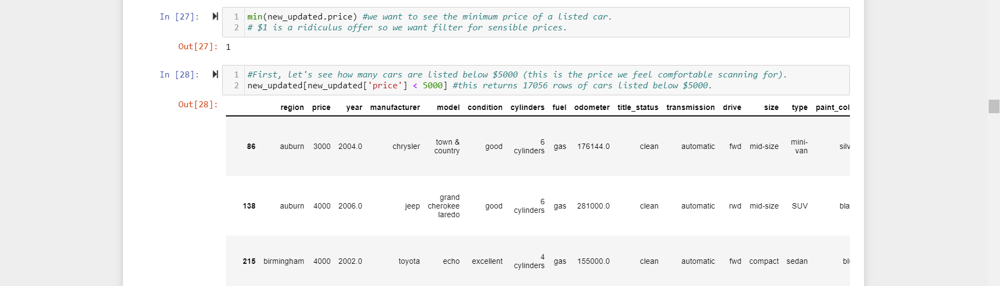 In [27]:
1 min(new_updated.price) #we want to see the minimum price of a listed car.
2 # $1 is a ridiculus offer so we want filter for sensible prices.
Out[27]: 1
In [28]:
1 #First, let's see how many cars are listed below $5000 (this is the price we feel comfortable scanning for).
2 new_updated[new_updated['price'] < 5000] #this returns 17056 rows of cars listed below $5000.
Out[28]:
region price year manufacturer model condition cylinders fuel odometer title_status transmission drive size type paint_col
86 auburn 3000 2004.0 chrysler town & country good 6 cylinders gas 176144.0 clean automatic fwd mid-size mini-van silv
138 auburn 4000 2006.0 jeep grand cherokee laredo good 6 cylinders gas 281000.0 clean automatic rwd mid-size SUV bla
215 birmingham 4000 2002.0 toyota echo excellent 4 cylinders gas 155000.0 clean automatic fwd compact sedan bl